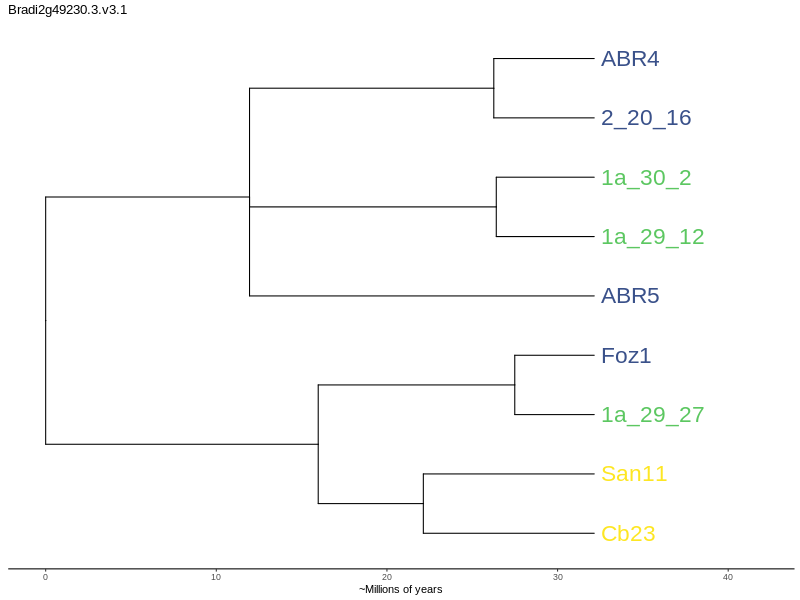 Bradi2g49230.3.v3.1
ABR4
2_20_16
1a_30_2
1a_29_12
ABR5
Foz1
1a_29_27
San11
Cb23
0 10 20 30 40
~Millions of years